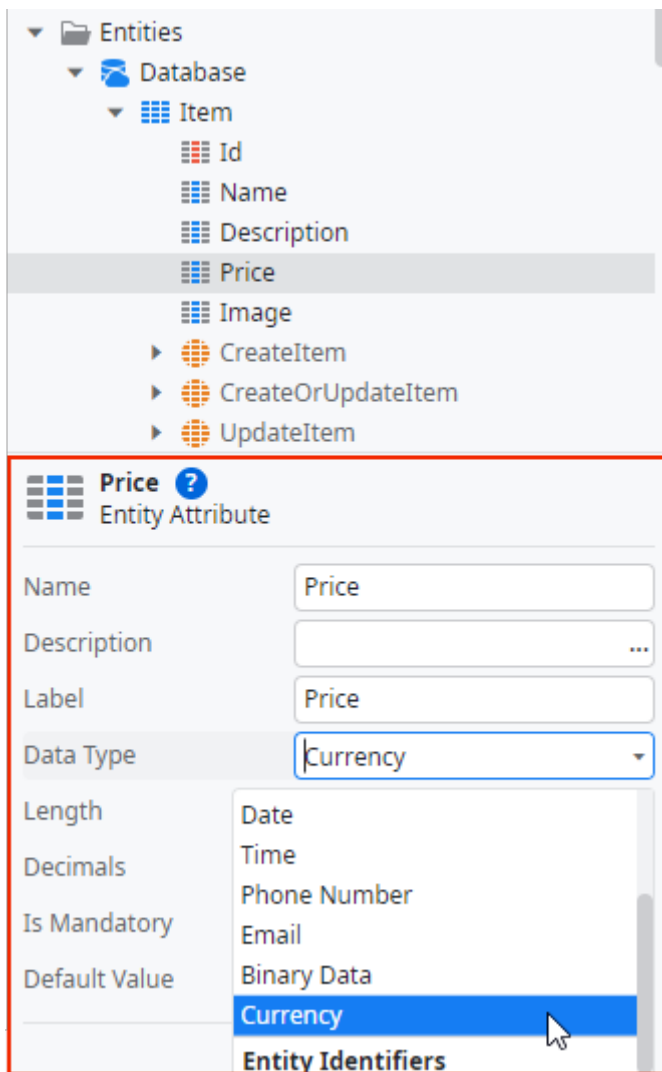 Entities
Database
Item
Id
Name
Description
Price
Image
CreateItem
CreateOrUpdateItem
UpdateItem
Price ?
Entity Attribute
Name Price
Description ...
Label Price
Data Type Currency
Length
Date
Time
Decimals
Phone Number
Is Mandatory
Email
Default Value
Binary Data
Currency
Entity Identifiers